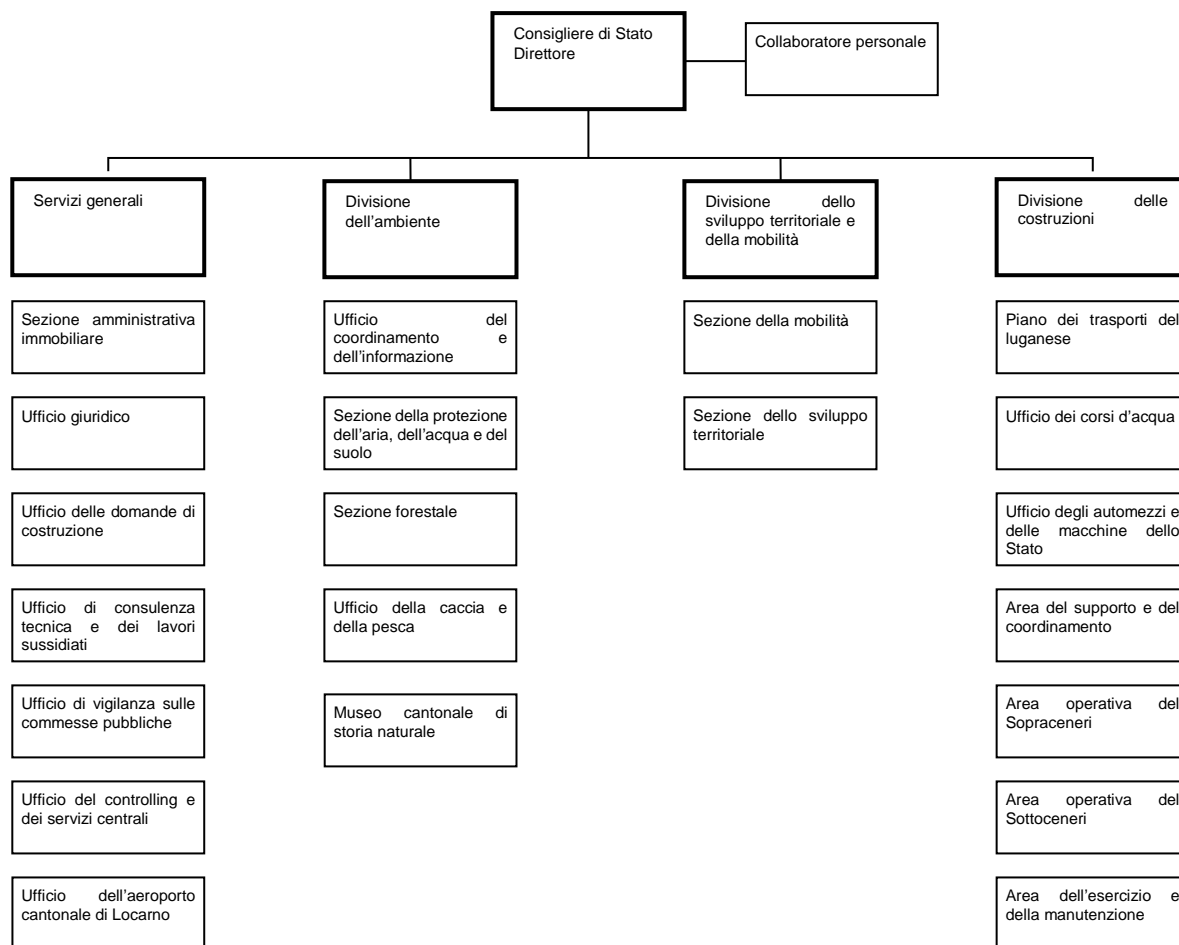 Consigliere di Stato
Direttore
Collaboratore personale
Servizi generali
Divisione
dell’ambiente
Divisione dello
sviluppo territoriale e
della mobilità
Divisione delle
costruzioni
Sezione amministrativa
immobiliare
Ufficio giuridico
Ufficio delle domande di
costruzione
Ufficio di consulenza
tecnica e dei lavori
sussidiati
Ufficio di vigilanza sulle
commesse pubbliche
Ufficio del controlling e
dei servizi centrali
Ufficio dell’aeroporto
cantonale di Locarno
Ufficio del
coordinamento e
dell’informazione
Sezione della protezione
dell’aria, dell’acqua e del
suolo
Sezione forestale
Ufficio della caccia e
della pesca
Museo cantonale di
storia naturale
Sezione della mobilità
Sezione dello sviluppo
territoriale
Piano dei trasporti del
luganese
Ufficio dei corsi d’acqua
Ufficio degli automezzi e
delle macchine dello
Stato
Area del supporto e del
coordinamento
Area operativa del
Sopraceneri
Area operativa del
Sottoceneri
Area dell’esercizio e
della manutenzione